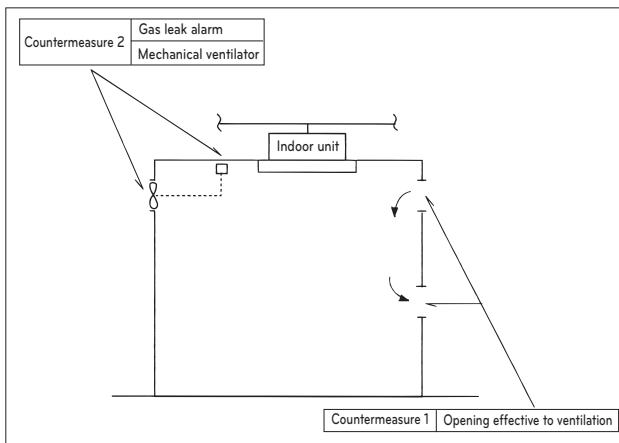 Countermeasure 2
Gas leak alarm
Mechanical ventilator
Indoor unit
Countermeasure 1
Opening effective to ventilation